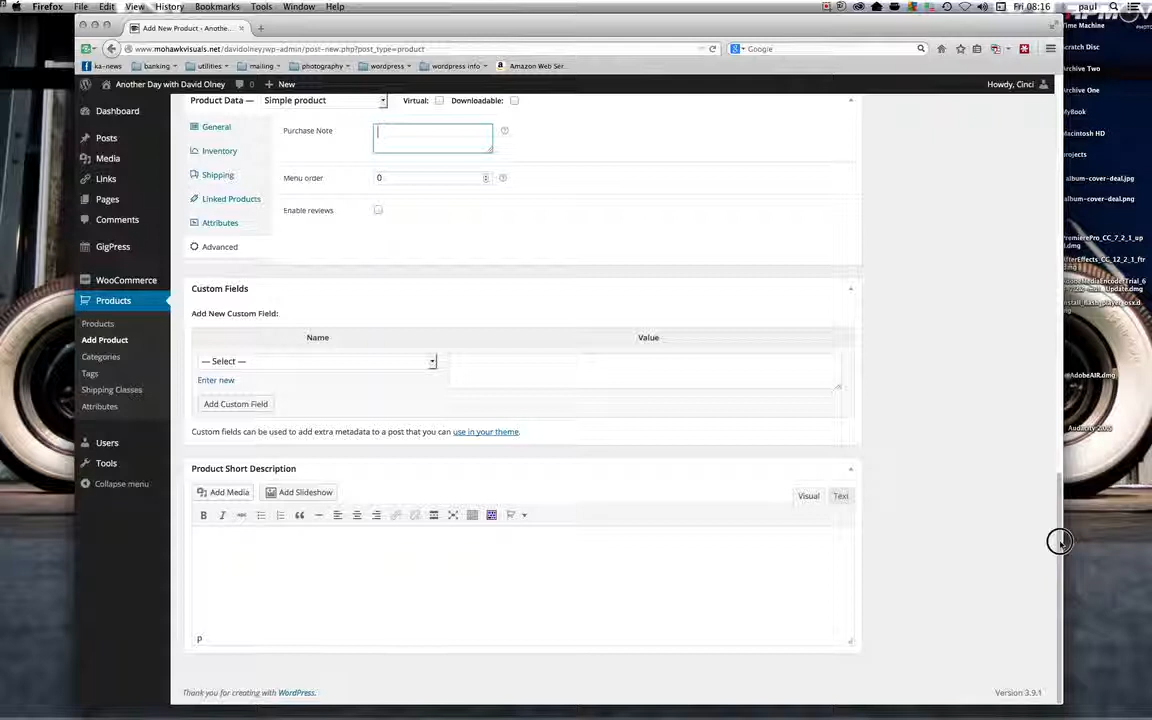 Firefox File Edit View History Bookmarks Tools Window Help Fri 08:16 paul
Add New Product ‹ Anothe...
www.mohawkvisuals.net/davidolney/wp-admin/post-new.php?post_type=product
Google
ka-news banking utilities mailing photography wordpress wordpress info Amazon Web Ser...
Another Day with David Olney 0 + New Howdy, Cinci
Dashboard
Posts
Media
Links
Pages
Comments
GigPress
WooCommerce
Products
Products
Add Product
Categories
Tags
Shipping Classes
Attributes
Users
Tools
Collapse menu
Product Data — Simple product Virtual: Downloadable:
General
Inventory
Shipping
Linked Products
Attributes
Advanced
Purchase Note
Menu order 0
Enable reviews
Custom Fields
Add New Custom Field:
Name Value
— Select —
Enter new
Add Custom Field
Custom fields can be used to add extra metadata to a post that you can use in your theme.
Product Short Description
Add Media Add Slideshow Visual Text
p
Thank you for creating with WordPress. Version 3.9.1
Time Machine
Scratch Disc
Archive Two
Archive One
MyBook
Macintosh HD
projects
album-cover-deal.jpg
album-cover-deal.png
AdobeAIR.dmg